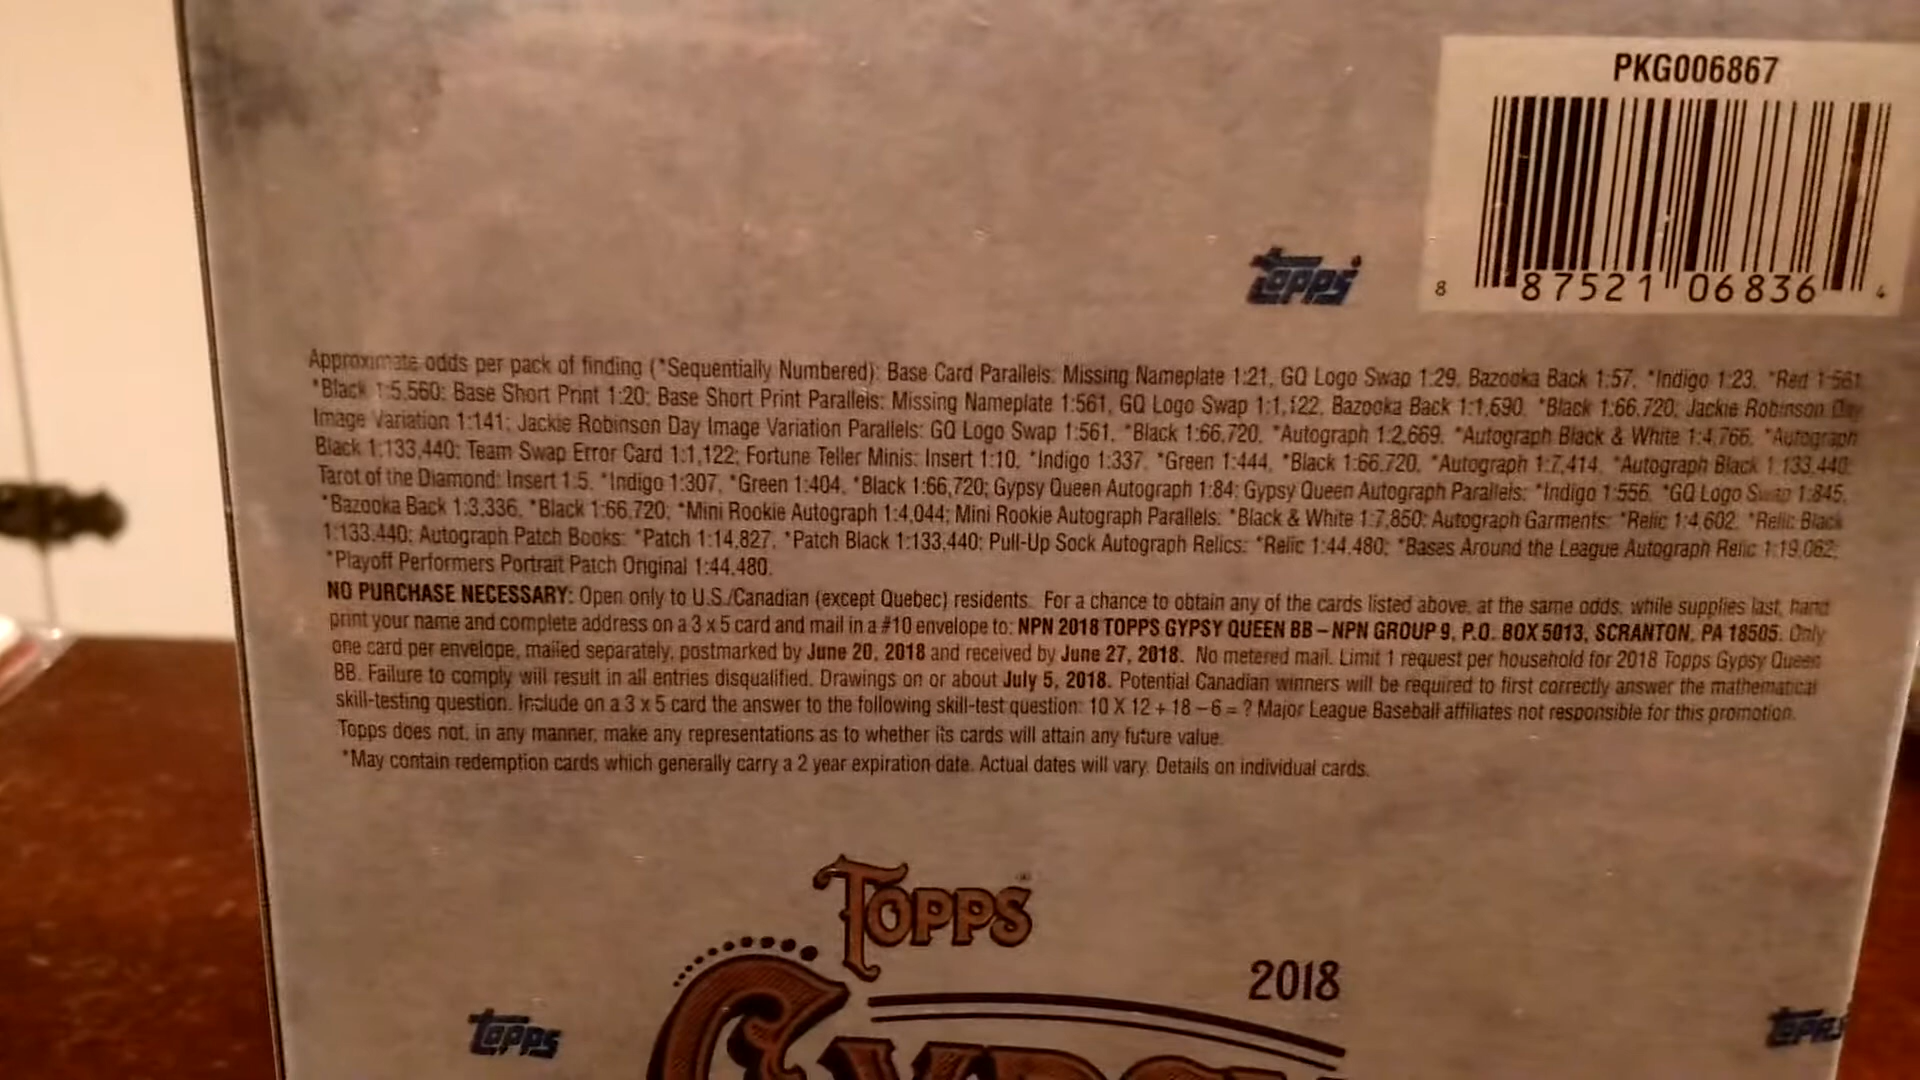 PKG006867
8 87521 06836 4
topps
Approximate odds per pack of finding (*Sequentially Numbered): Base Card Parallels: Missing Nameplate 1:21, GQ Logo Swap 1:29, Bazooka Back 1:57, *Indigo 1:23, *Red 1:561,
*Black 1:5,560; Base Short Print 1:20; Base Short Print Parallels: Missing Nameplate 1:561, GQ Logo Swap 1:1,122, Bazooka Back 1:1,690, *Black 1:66,720; Jackie Robinson Day
Image Variation 1:141; Jackie Robinson Day Image Variation Parallels: GQ Logo Swap 1:561, *Black 1:66,720, *Autograph 1:2,669, *Autograph Black & White 1:4,766, *Autograph
Black 1:133,440; Team Swap Error Card 1:1,122; Fortune Teller Minis: Insert 1:10, *Indigo 1:337, *Green 1:444, *Black 1:66,720, *Autograph 1:7,414, *Autograph Black 1:133,440;
Tarot of the Diamond: Insert 1:5, *Indigo 1:307, *Green 1:404, *Black 1:66,720; Gypsy Queen Autograph 1:84; Gypsy Queen Autograph Parallels: *Indigo 1:556, *GQ Logo Swap 1:845,
*Bazooka Back 1:3,336, *Black 1:66,720; *Mini Rookie Autograph 1:4,044; Mini Rookie Autograph Parallels: *Black & White 1:7,850; Autograph Garments: *Relic 1:4,602, *Relic Black
1:133,440; Autograph Patch Books: *Patch 1:14,827, *Patch Black 1:133,440; Pull-Up Sock Autograph Relics: *Relic 1:44,480; *Bases Around the League Autograph Relic 1:19,062;
*Playoff Performers Portrait Patch Original 1:44,480.
NO PURCHASE NECESSARY: Open only to U.S./Canadian (except Quebec) residents. For a chance to obtain any of the cards listed above, at the same odds, while supplies last, hand
print your name and complete address on a 3 x 5 card and mail in a #10 envelope to: NPN 2018 TOPPS GYPSY QUEEN BB – NPN GROUP 9, P.O. BOX 5013, SCRANTON, PA 18505. Only
one card per envelope, mailed separately, postmarked by June 20, 2018 and received by June 27, 2018. No metered mail. Limit 1 request per household for 2018 Topps Gypsy Queen
BB. Failure to comply will result in all entries disqualified. Drawings on or about July 5, 2018. Potential Canadian winners will be required to first correctly answer the mathematical
skill-testing question. Include on a 3 x 5 card the answer to the following skill-test question: 10 X 12 + 18 – 6 = ? Major League Baseball affiliates not responsible for this promotion.
Topps does not, in any manner, make any representations as to whether its cards will attain any future value.
*May contain redemption cards which generally carry a 2 year expiration date. Actual dates will vary. Details on individual cards.
TOPPS
2018
topps
topps